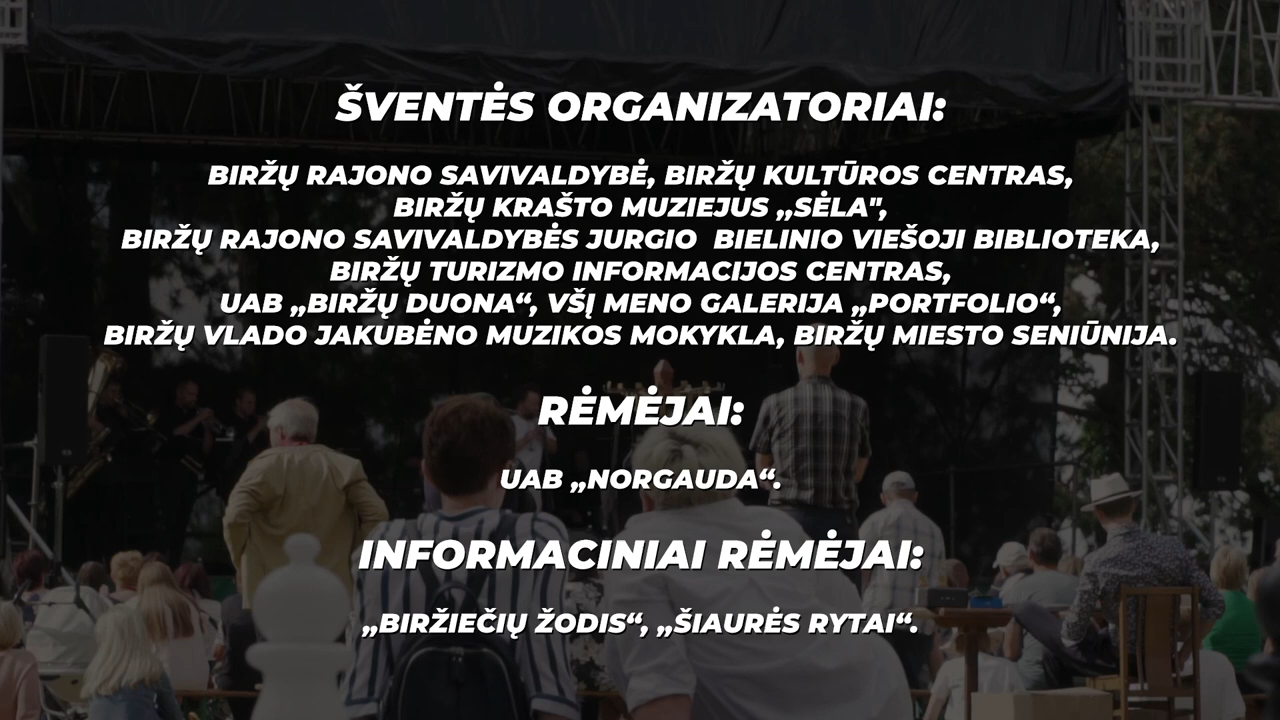 ŠVENTĖS ORGANIZATORIAI:
BIRŽŲ RAJONO SAVIVALDYBĖ, BIRŽŲ KULTŪROS CENTRAS,
BIRŽŲ KRAŠTO MUZIEJUS ,,SĖLA",
BIRŽŲ RAJONO SAVIVALDYBĖS JURGIO  BIELINIO VIEŠOJI BIBLIOTEKA,
BIRŽŲ TURIZMO INFORMACIJOS CENTRAS,
UAB „BIRŽŲ DUONA“, VŠĮ MENO GALERIJA „PORTFOLIO“,
BIRŽŲ VLADO JAKUBĖNO MUZIKOS MOKYKLA, BIRŽŲ MIESTO SENIŪNIJA.
RĖMĖJAI:
UAB „NORGAUDA“.
INFORMACINIAI RĖMĖJAI:
„BIRŽIEČIŲ ŽODIS“, „ŠIAURĖS RYTAI“.